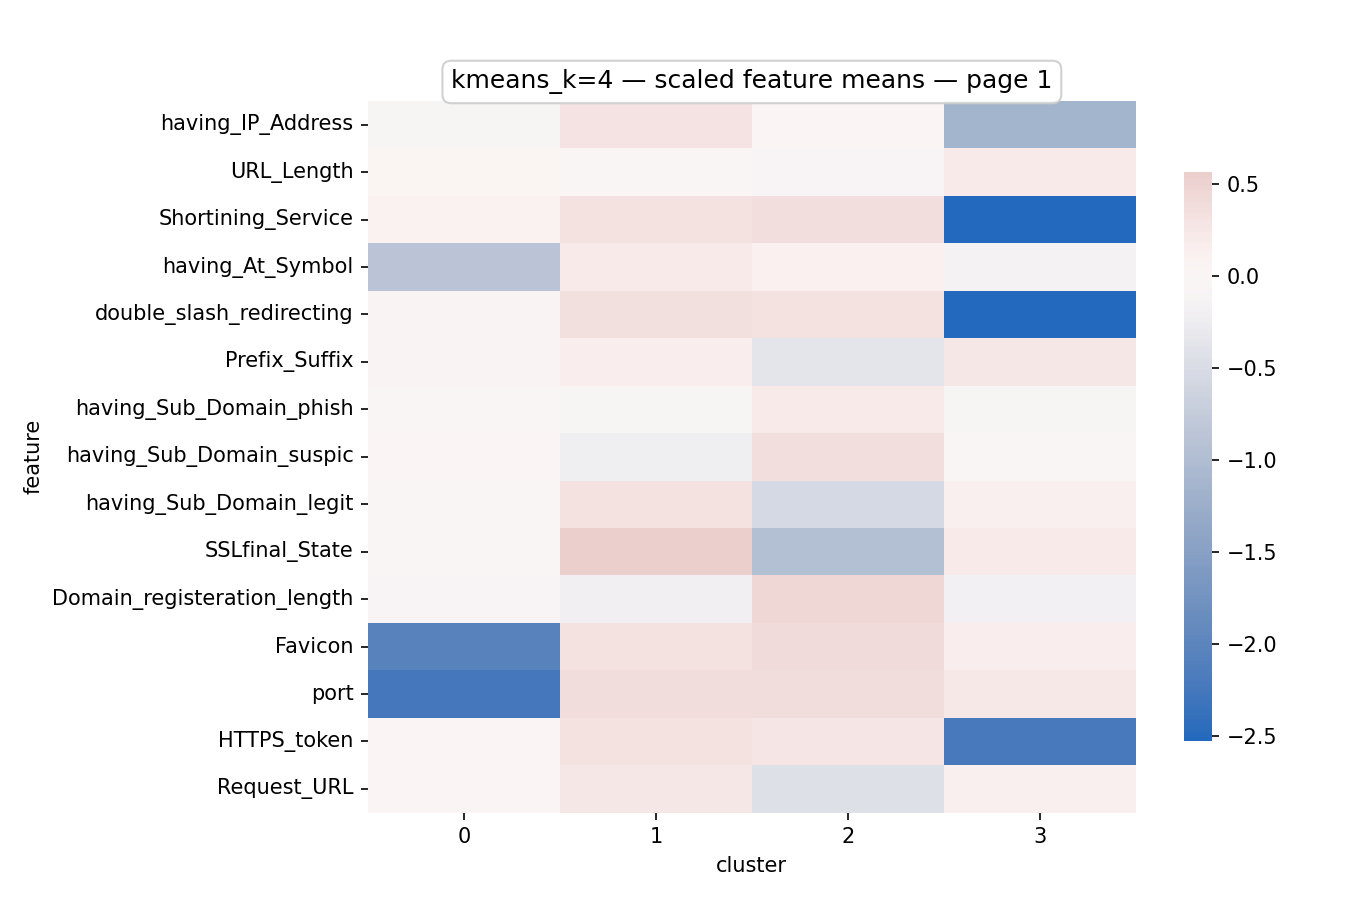 kmeans_k=4 — scaled feature means — page 1
having_IP_Address
URL_Length
Shortining_Service
having_At_Symbol
double_slash_redirecting
Prefix_Suffix
having_Sub_Domain_phish
having_Sub_Domain_suspic
having_Sub_Domain_legit
SSLfinal_State
Domain_registeration_length
Favicon
port
HTTPS_token
Request_URL
feature
0 1 2 3
cluster
0.5
0.0
−0.5
−1.0
−1.5
−2.0
−2.5